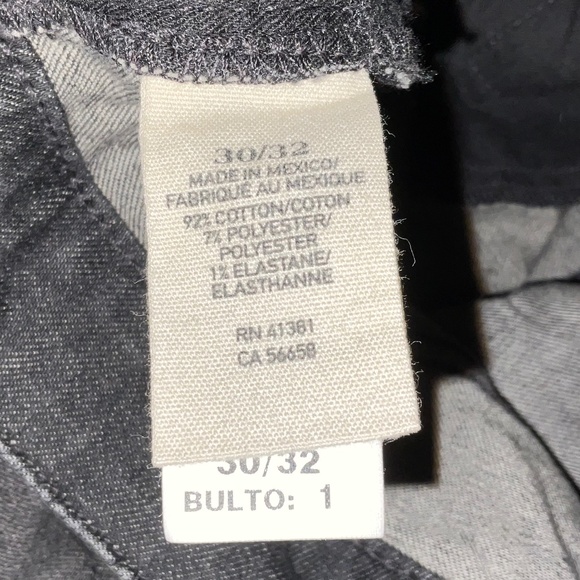 30/32
MADE IN MEXICO/
FABRIQUÉ AU MEXIQUE
92% COTTON/COTON
7% POLYESTER/
POLYESTER
1% ELASTANE/
ELASTHANNE
RN 41381
CA 56658
30/32
BULTO: 1